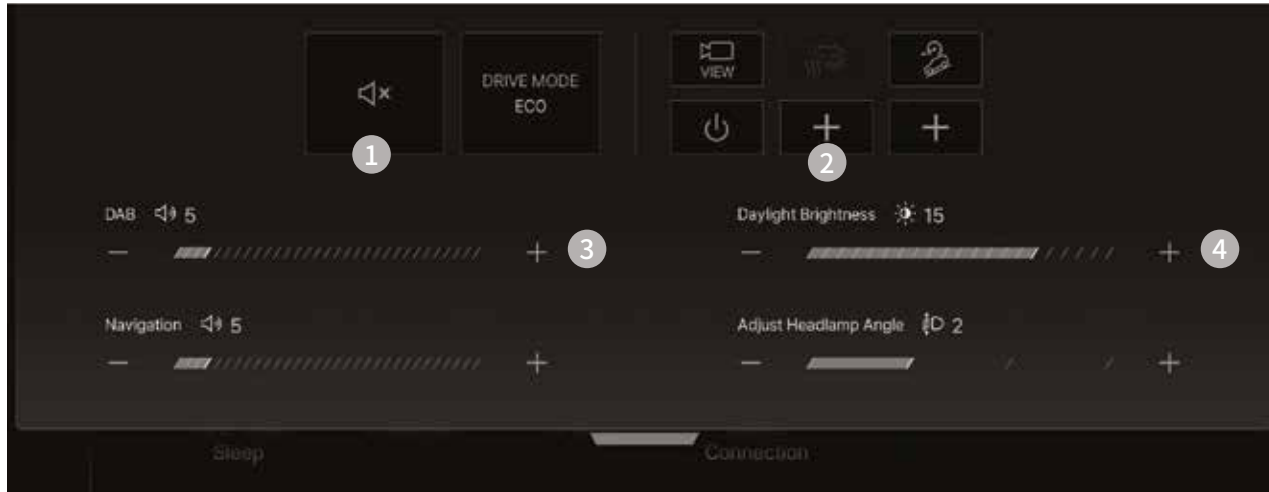 VIEW
DRIVE MODE
ECO
1
2
DAB 5
Daylight Brightness 15
3
4
Navigation 5
Adjust Headlamp Angle 2
Sleep
Connection